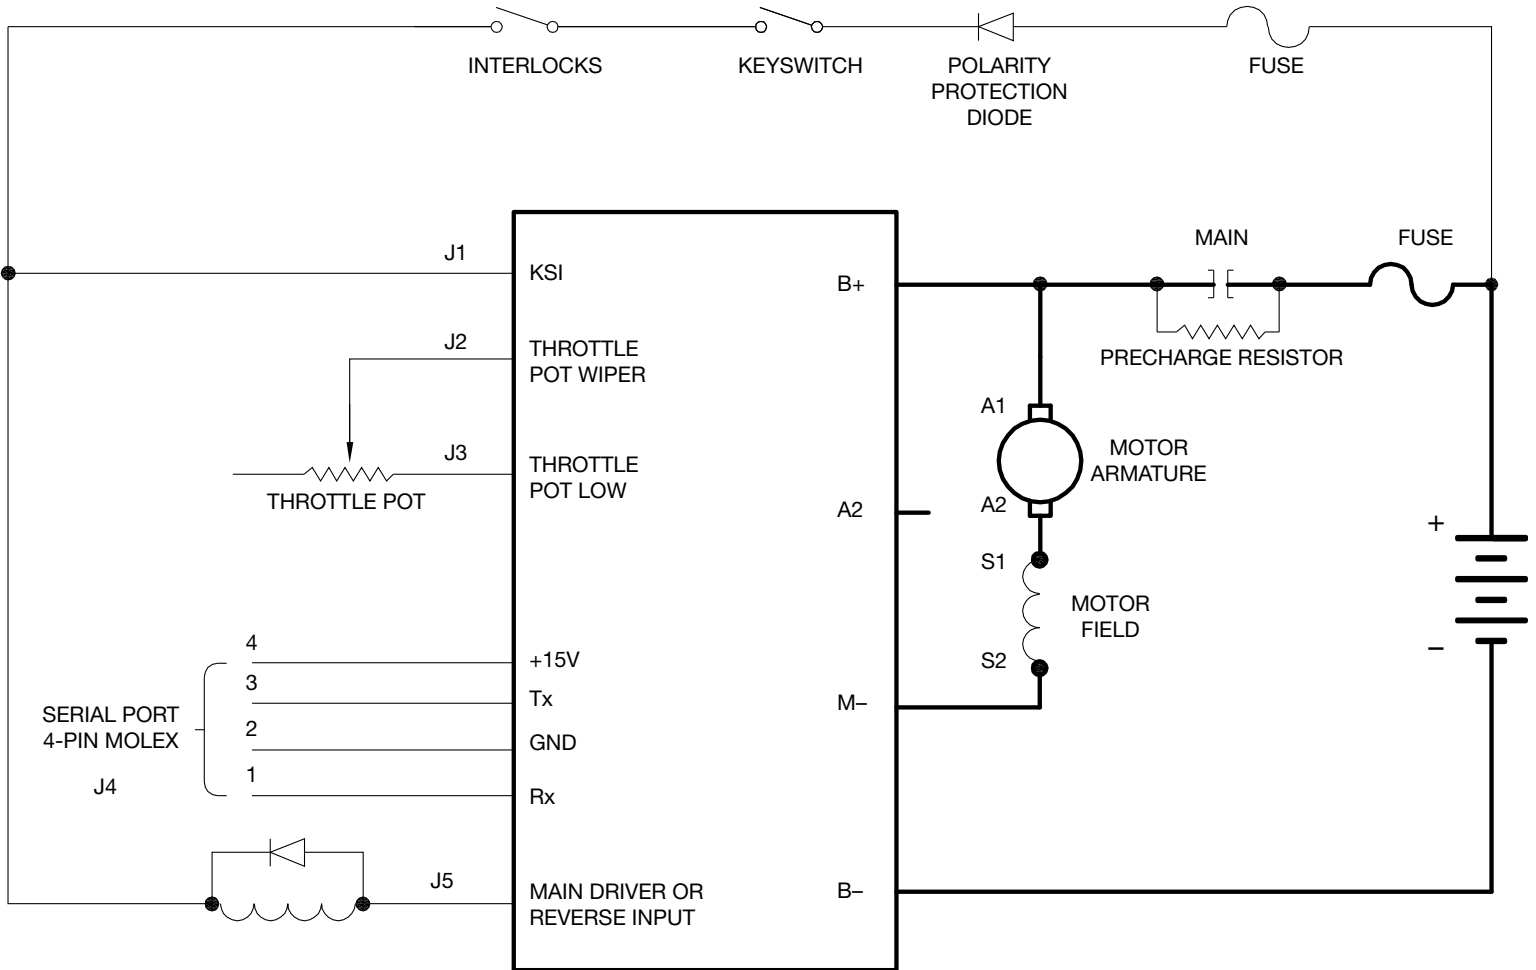 INTERLOCKS
KEYSWITCH
POLARITY
PROTECTION
DIODE
FUSE
MAIN
FUSE
J1
KSI
B+
J2
THROTTLE
POT WIPER
PRECHARGE RESISTOR
A1
MOTOR
ARMATURE
J3
THROTTLE
POT LOW
THROTTLE POT
A2
A2
+
S1
MOTOR
FIELD
S2
–
4
+15V
3
Tx
M–
SERIAL PORT
4-PIN MOLEX
2
GND
J4
1
Rx
J5
MAIN DRIVER OR
REVERSE INPUT
B–